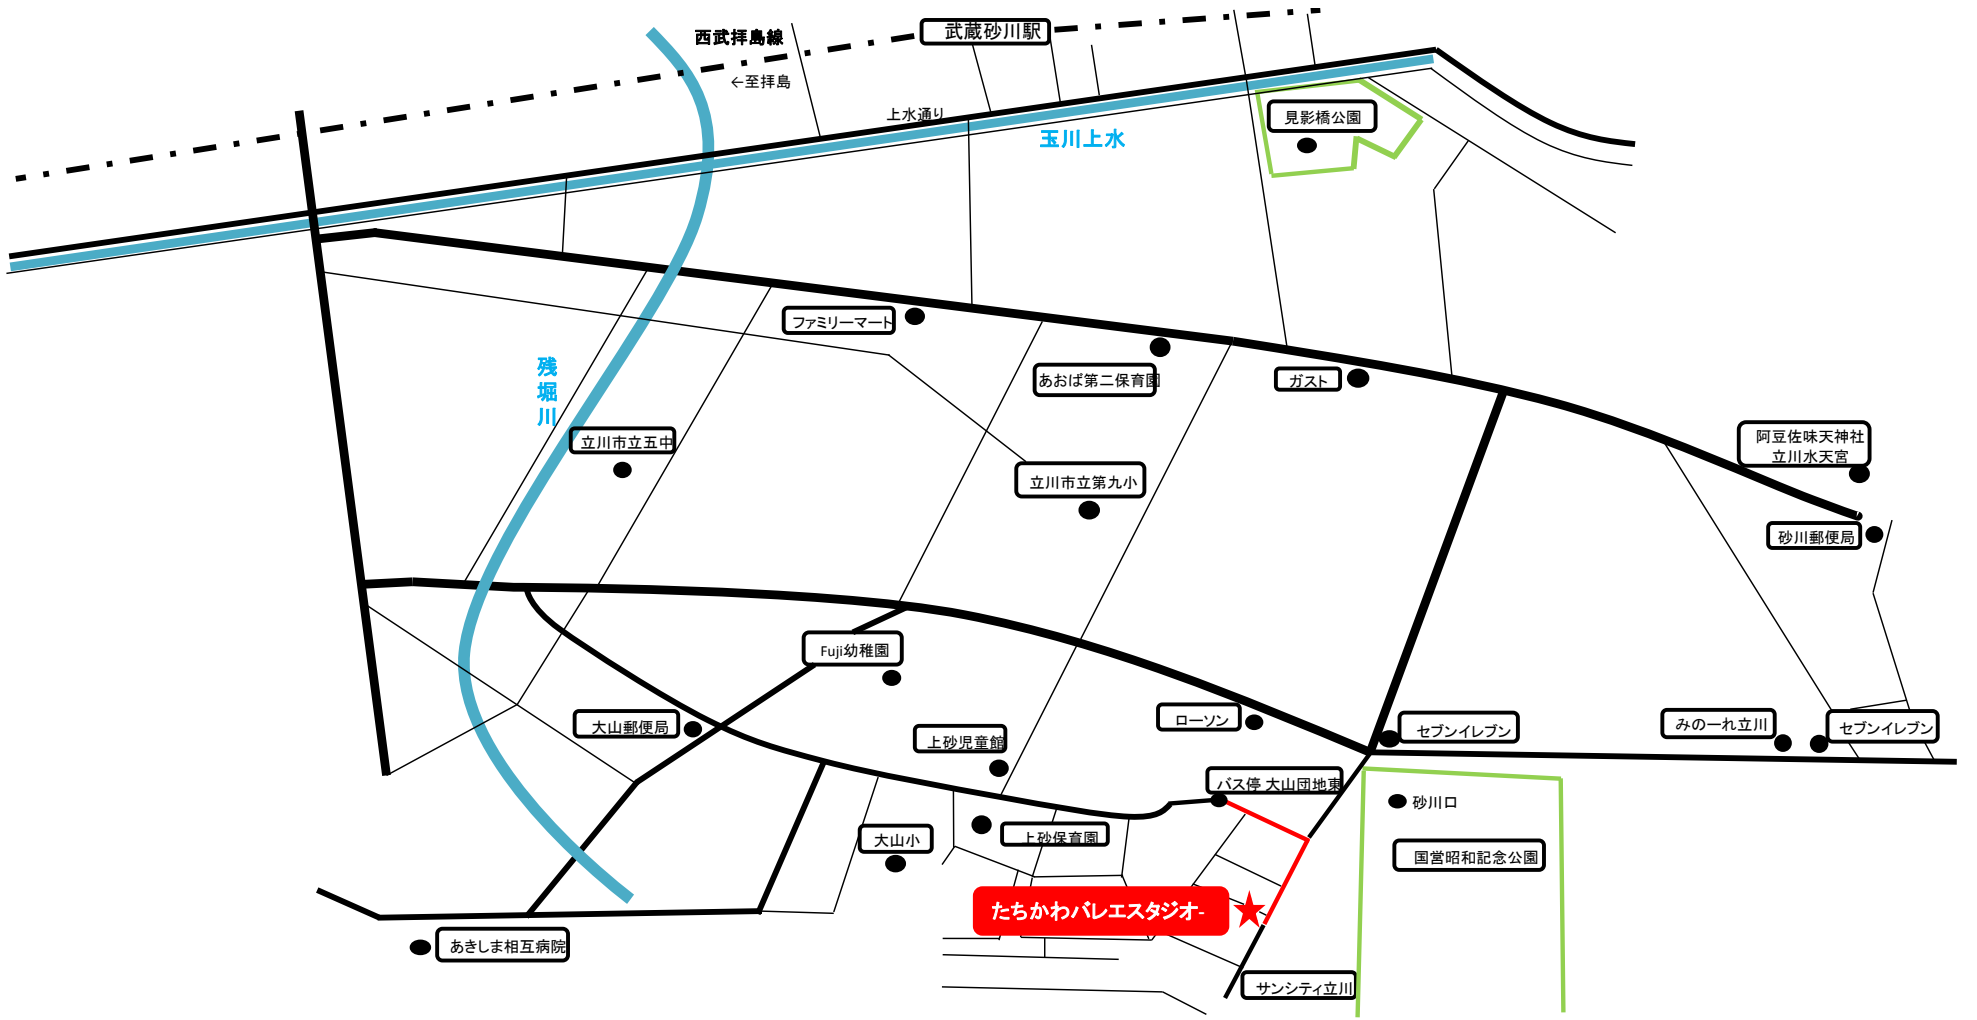 武蔵砂川駅
西武拝島線
←至拝島
上水通り
玉川上水
見影橋公園
ファミリーマート
あおば第二保育園
ガスト
残
堀
川
立川市立五中
立川市立第九小
阿豆佐味天神社
立川水天宮
砂川郵便局
Fuji幼稚園
大山郵便局
上砂児童館
ローソン
セブンイレブン
みのーれ立川
セブンイレブン
バス停 大山団地東
砂川口
大山小
上砂保育園
国営昭和記念公園
たちかわバレエスタジオ-
あきしま相互病院
サンシティ立川